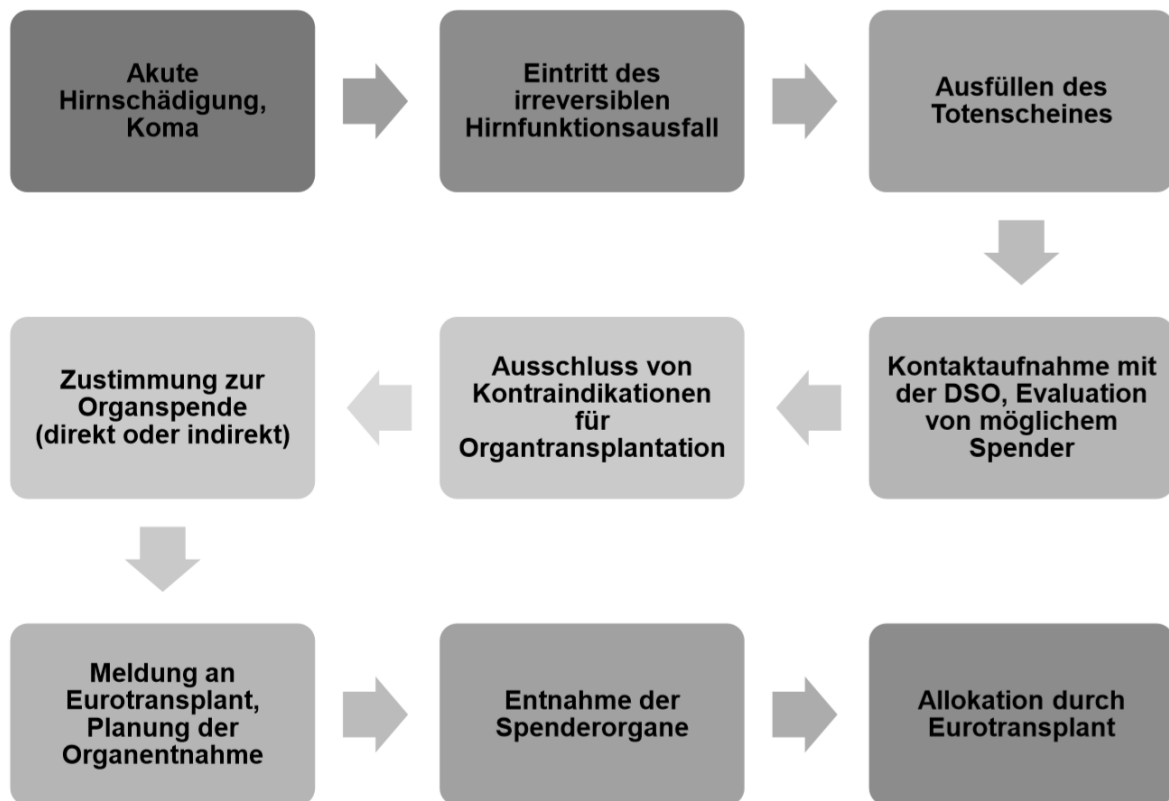 Akute
Hirnschädigung,
Koma
Eintritt des
irreversiblen
Hirnfunktionsausfall
Ausfüllen des
Totenscheines
Kontaktaufnahme mit
der DSO, Evaluation
von möglichem
Spender
Ausschluss von
Kontraindikationen
für
Organtransplantation
Zustimmung zur
Organspende
(direkt oder indirekt)
Meldung an
Eurotransplant,
Planung der
Organentnahme
Entnahme der
Spenderorgane
Allokation durch
Eurotransplant